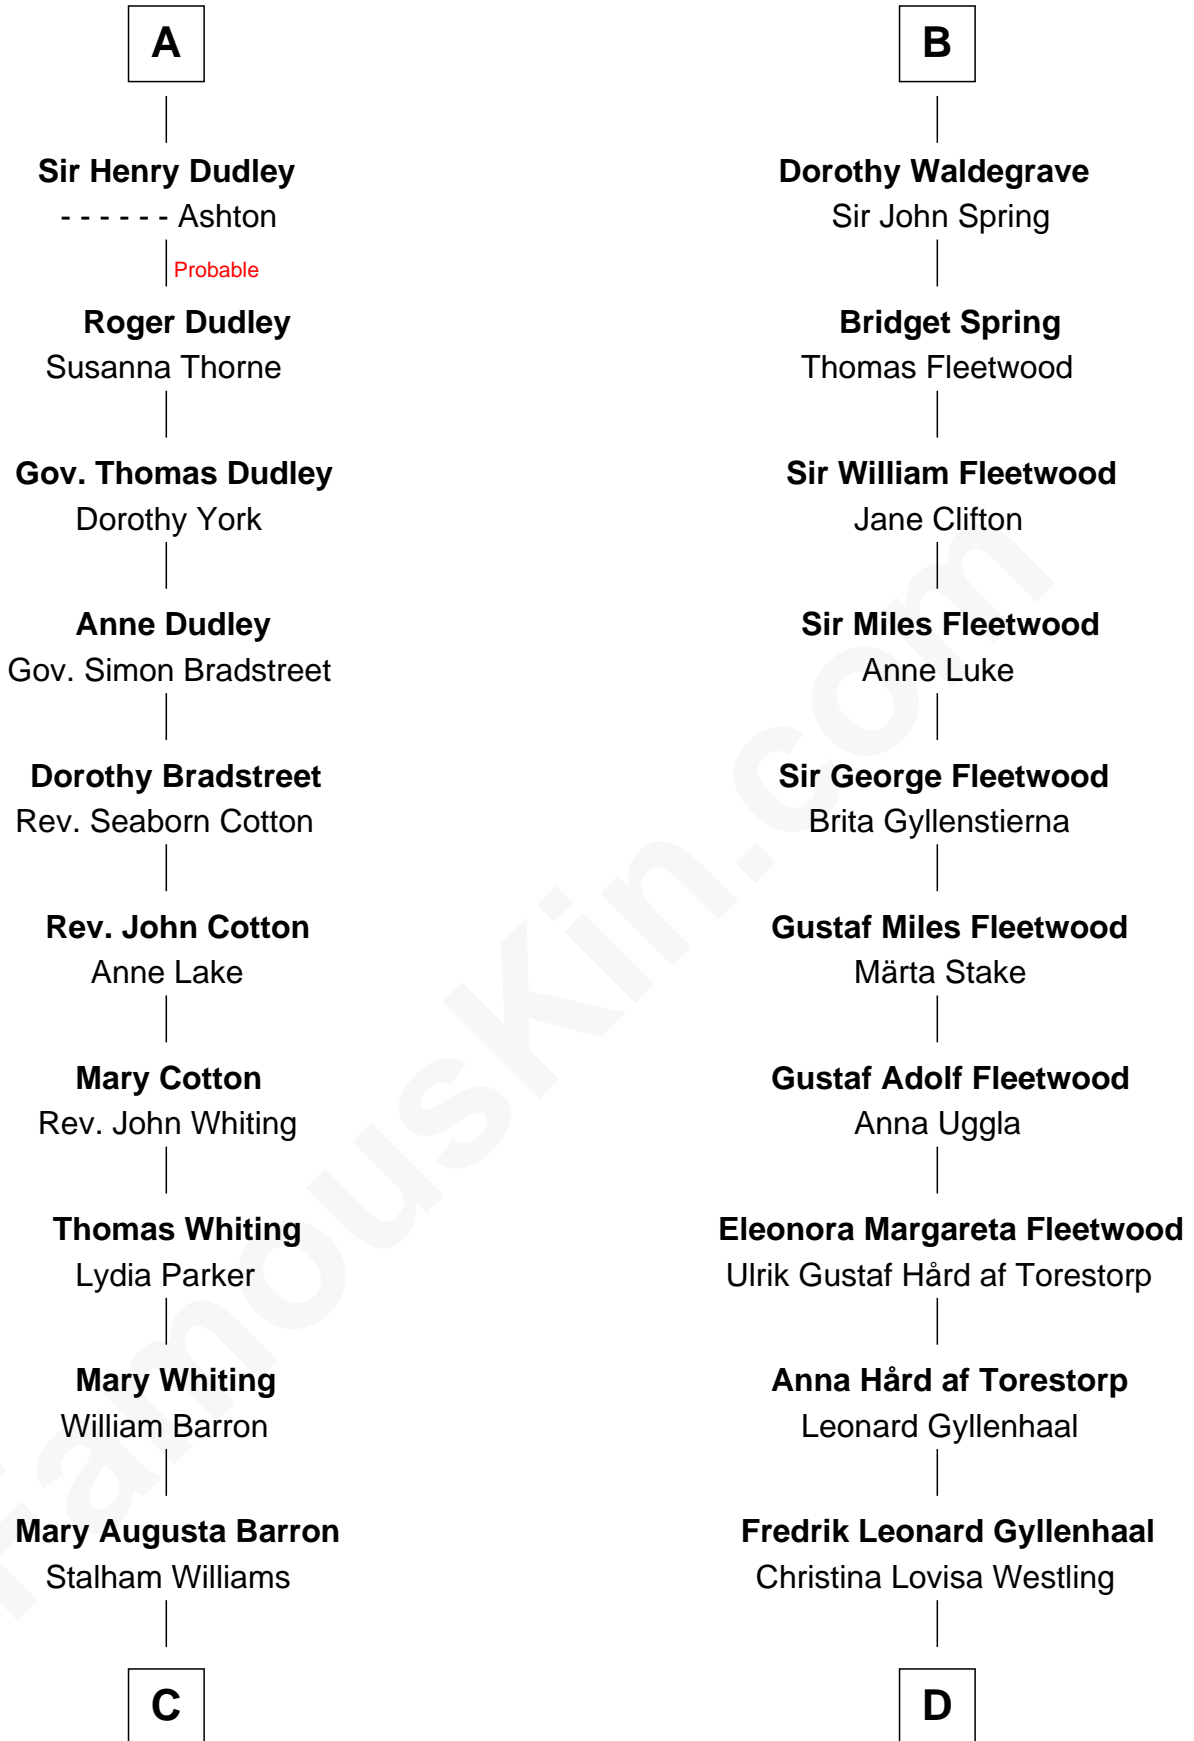 A
Sir Henry Dudley
- - - - - - Ashton
Probable
Roger Dudley
Susanna Thorne
Gov. Thomas Dudley
Dorothy York
Anne Dudley
Gov. Simon Bradstreet
Dorothy Bradstreet
Rev. Seaborn Cotton
Rev. John Cotton
Anne Lake
Mary Cotton
Rev. John Whiting
Thomas Whiting
Lydia Parker
Mary Whiting
William Barron
Mary Augusta Barron
Stalham Williams
C
B
Dorothy Waldegrave
Sir John Spring
Bridget Spring
Thomas Fleetwood
Sir William Fleetwood
Jane Clifton
Sir Miles Fleetwood
Anne Luke
Sir George Fleetwood
Brita Gyllenstierna
Gustaf Miles Fleetwood
Märta Stake
Gustaf Adolf Fleetwood
Anna Uggla
Eleonora Margareta Fleetwood
Ulrik Gustaf Hård af Torestorp
Anna Hård af Torestorp
Leonard Gyllenhaal
Fredrik Leonard Gyllenhaal
Christina Lovisa Westling
D
FamousKin.com